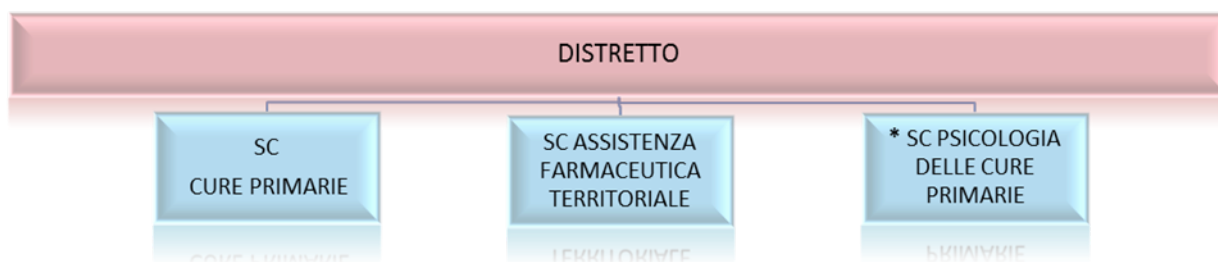 DISTRETTO
SC
CURE PRIMARIE
SC ASSISTENZA
FARMACEUTICA
TERRITORIALE
* SC PSICOLOGIA
DELLE CURE
PRIMARIE